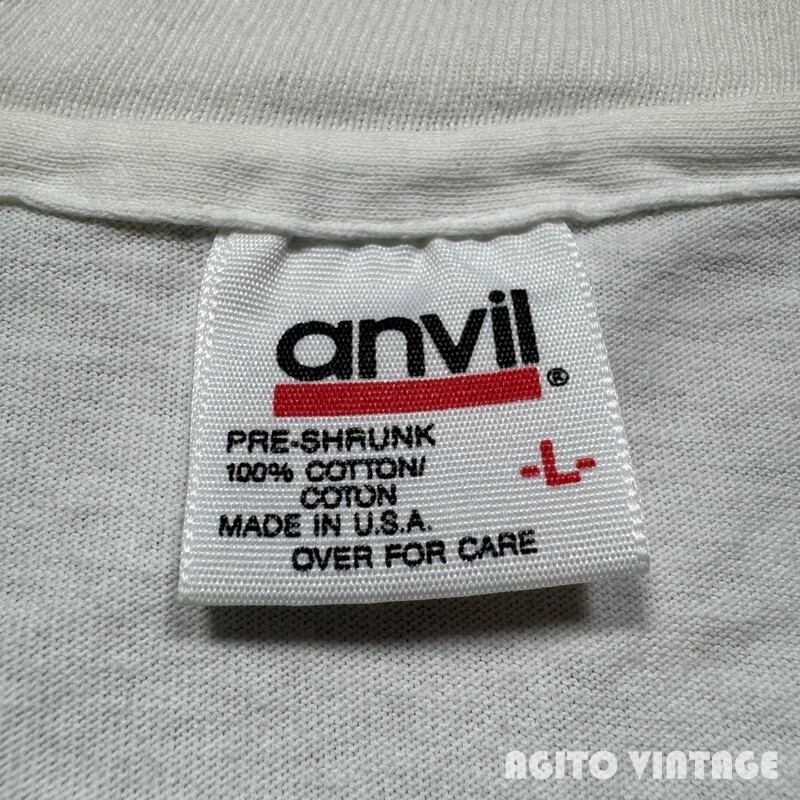 anvil®
PRE-SHRUNK
100% COTTON/
COTON
-L-
MADE IN U.S.A.
OVER FOR CARE
AGITO VINTAGE